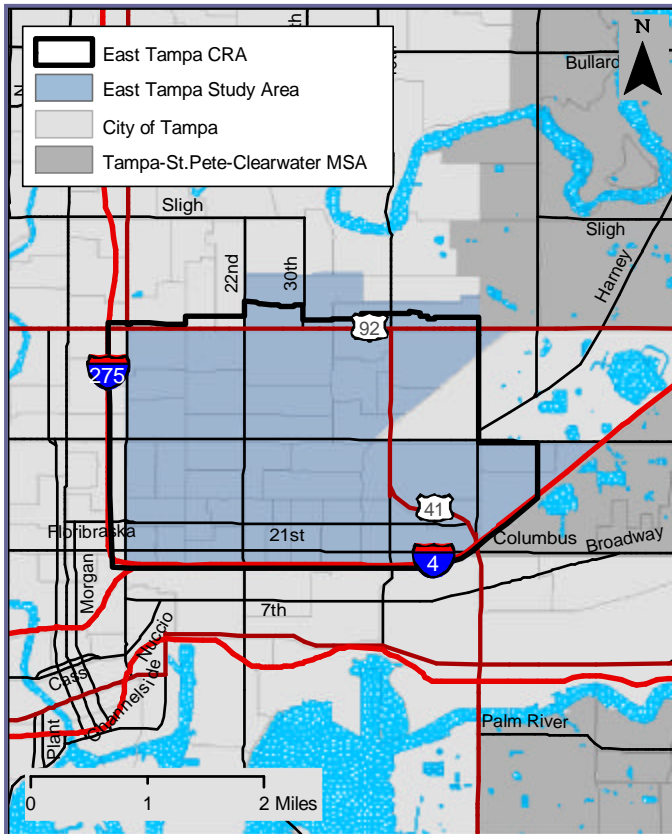 East Tampa CRA
East Tampa Study Area
City of Tampa
Tampa-St.Pete-Clearwater MSA
N
Bullard
Sligh
Sligh
22nd
30th
Harney
92
275
41
Floribraska
21st
Columbus
Broadway
4
Morgan
7th
Nuccio
Cass
Channelside
Plant
Palm River
0
1
2 Miles